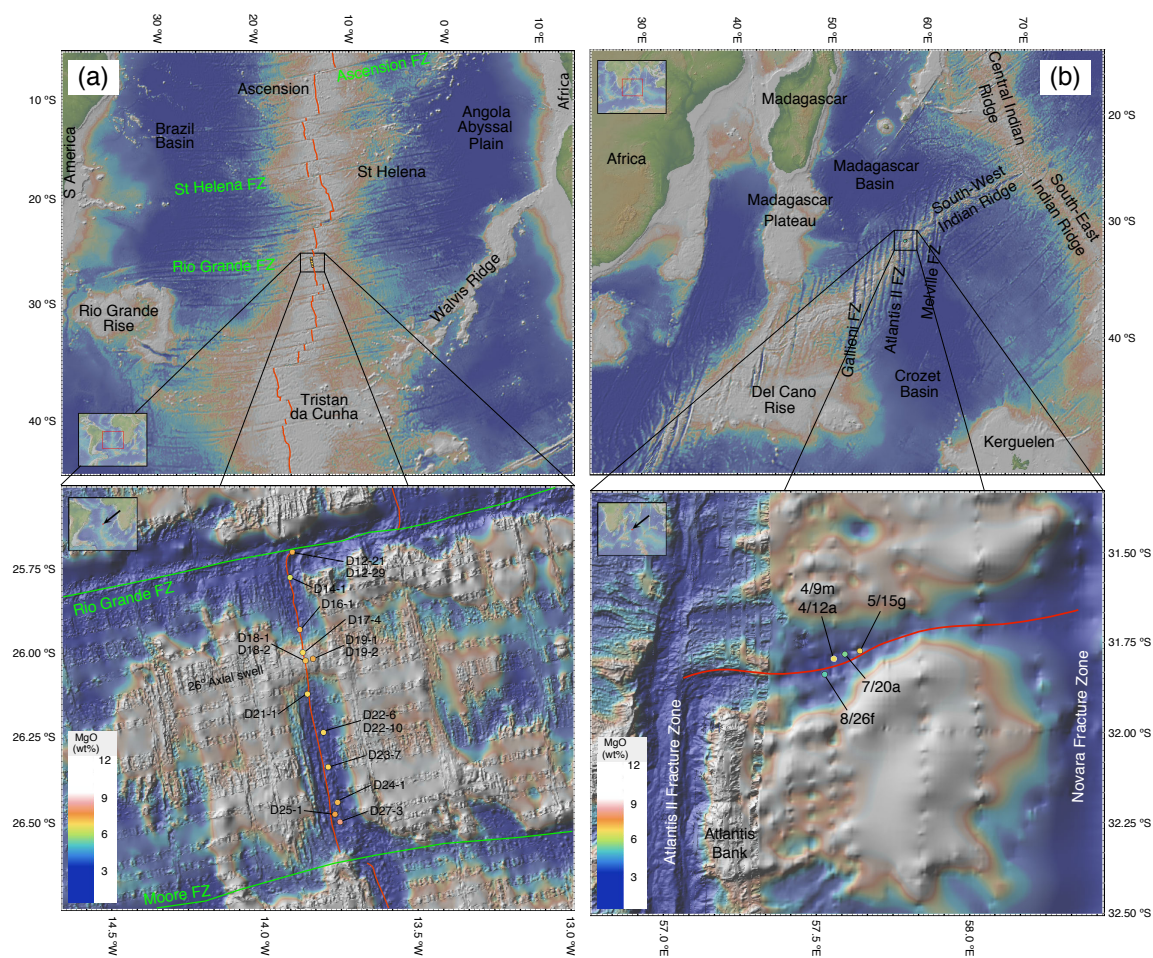 30 °W
20 °W
10 °W
0 °W
10 °E
30 °E
40 °E
50 °E
60 °E
70 °E
(a)
Ascension FZ
Ascension
Africa
10 °S
Brazil
Basin
Angola
Abyssal
Plain
S America
St Helena FZ
St Helena
20 °S
Rio Grande FZ
Walvis Ridge
30 °S
Rio Grande
Rise
Tristan
da Cunha
40 °S
(b)
Central Indian
Ridge
Madagascar
20 °S
Africa
Madagascar
Basin
South-West
Indian Ridge
South-East
Indian Ridge
Madagascar
Plateau
30 °S
Gallieni FZ
Atlantis II FZ
Melville FZ
40 °S
Del Cano
Rise
Crozet
Basin
Kerguelen
25.75 °S
26.00 °S
26.25 °S
26.50 °S
Rio Grande FZ
D12-21
D12-29
D14-1
D16-1
D17-4
D18-1
D18-2
D19-1
D19-2
26° Axial swell
D21-1
D22-6
D22-10
D23-7
D24-1
D25-1
D27-3
MgO
(wt%)
12
9
6
3
Moore FZ
14.5 °W
14.0 °W
13.5 °W
13.0 °W
31.50 °S
31.75 °S
32.00 °S
32.25 °S
32.50 °S
4/9m
4/12a
5/15g
7/20a
8/26f
Atlantis II Fracture Zone
Atlantis
Bank
Novara Fracture Zone
MgO
(wt%)
12
9
6
3
57.0 °E
57.5 °E
58.0 °E